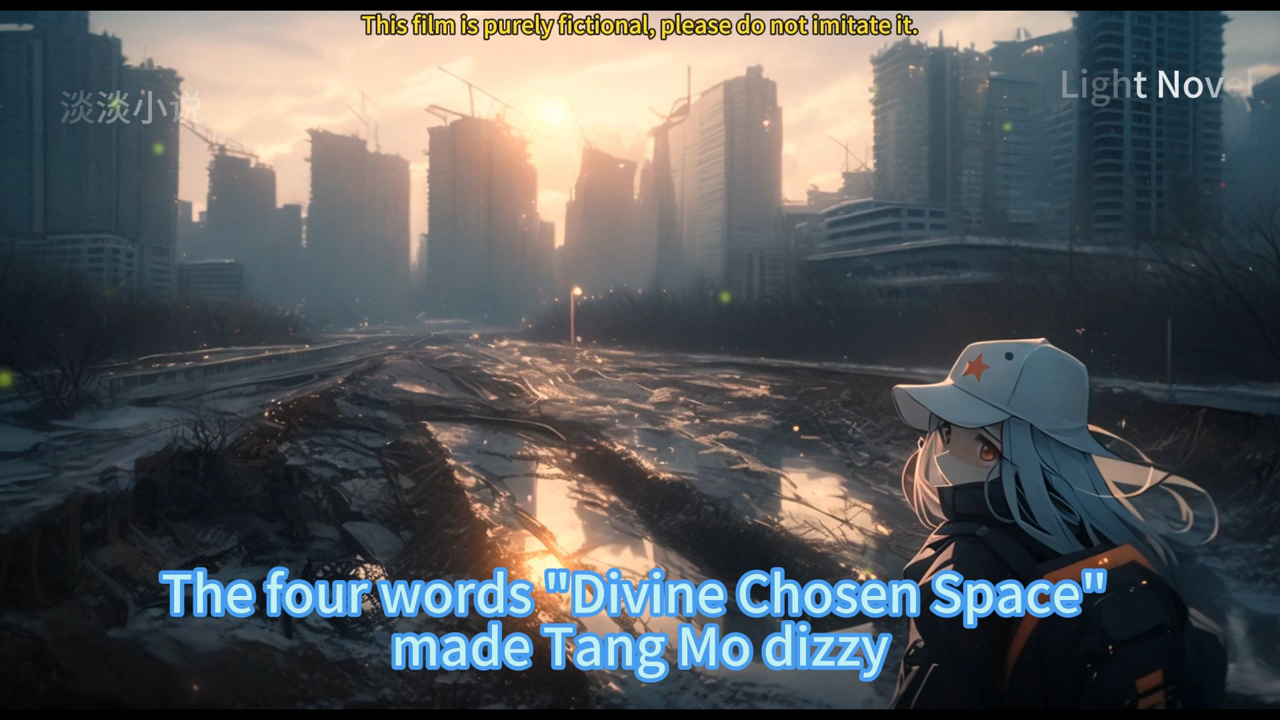 This film is purely fictional, please do not imitate it.
淡淡小说
Light Novel
The four words "Divine Chosen Space"
made Tang Mo dizzy